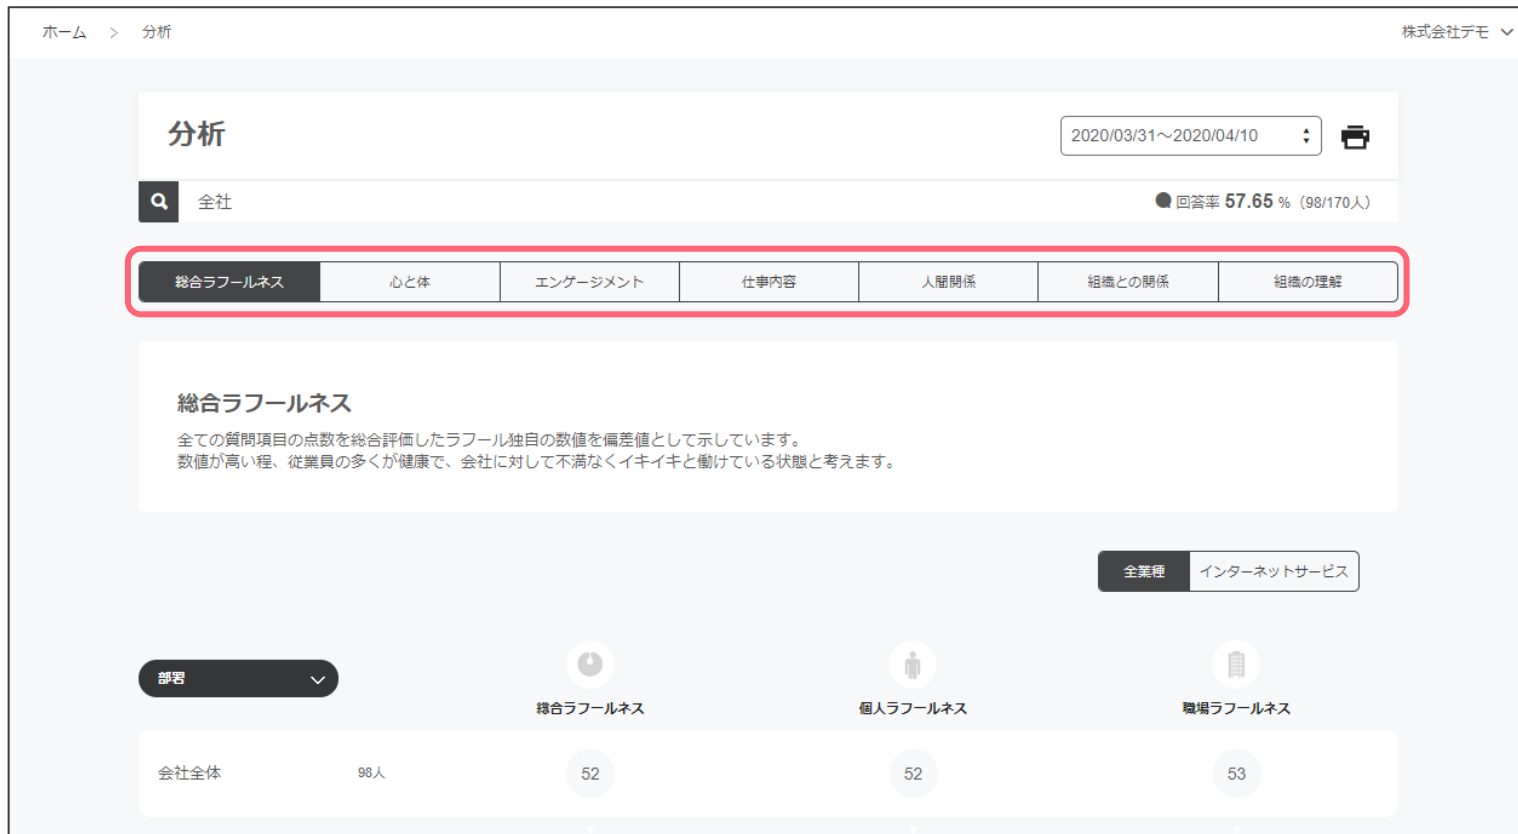 ホーム > 分析 株式会社デモ
分析 2020/03/31～2020/04/10
全社 回答率 57.65 % (98/170人)
総合ラフールネス 心と体 エンゲージメント 仕事内容 人間関係 組織との関係 組織の理解
総合ラフールネス
全ての質問項目の点数を総合評価したラフール独自の数値を偏差値として示しています。
数値が高い程、従業員の多くが健康で、会社に対して不満なくイキイキと働けている状態と考えます。
全業種 インターネットサービス
部署
総合ラフールネス 個人ラフールネス 職場ラフールネス
会社全体 98人 52 52 53